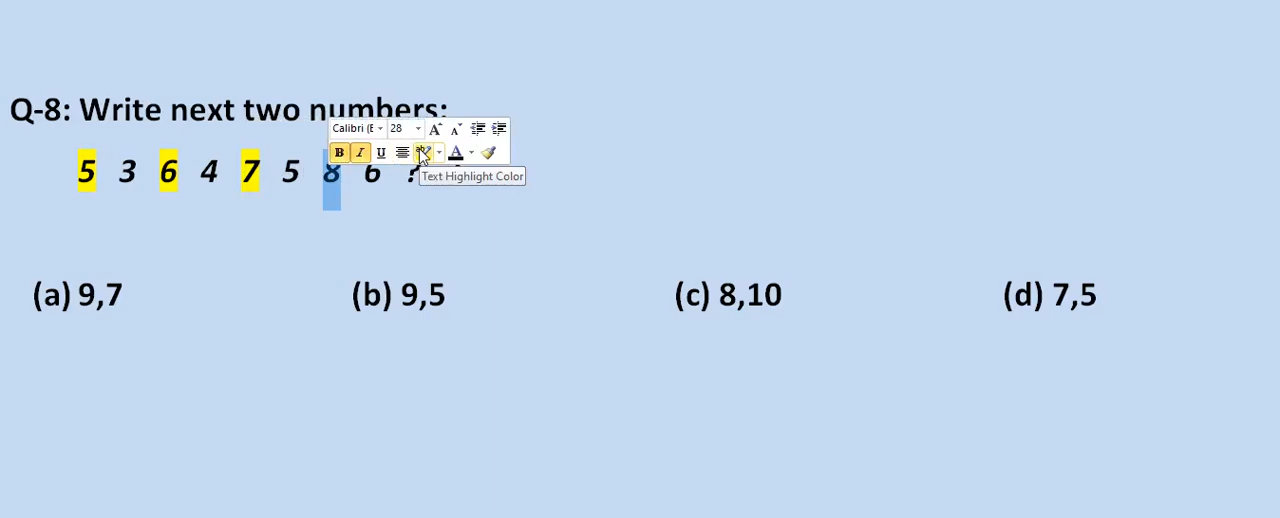 Q-8: Write next two numbers:
Calibri (E 28 A A
B I U ab A
Text Highlight Color
5 3 6 4 7 5 8 6 ?
(a) 9,7 (b) 9,5 (c) 8,10 (d) 7,5